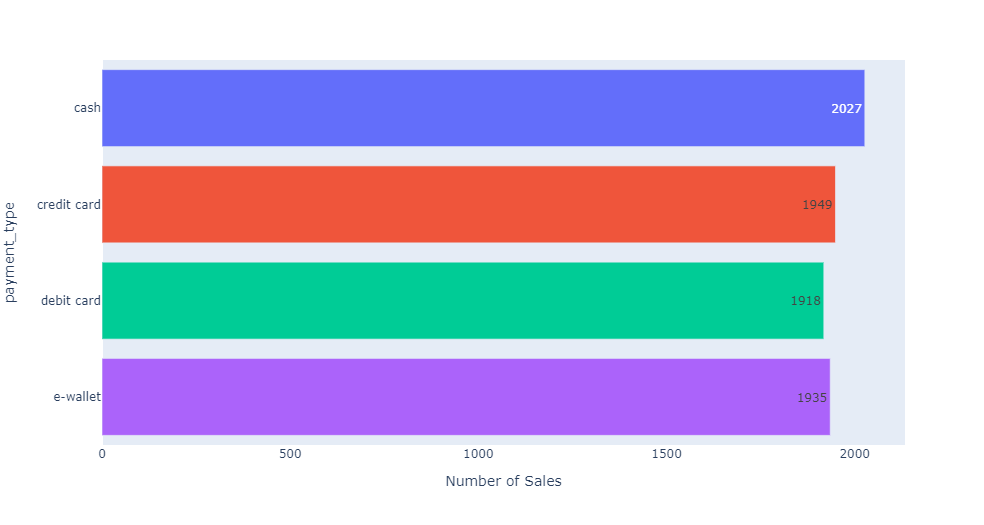 payment_type
cash
2027
credit card
1949
debit card
1918
e-wallet
1935
0
500
1000
1500
2000
Number of Sales